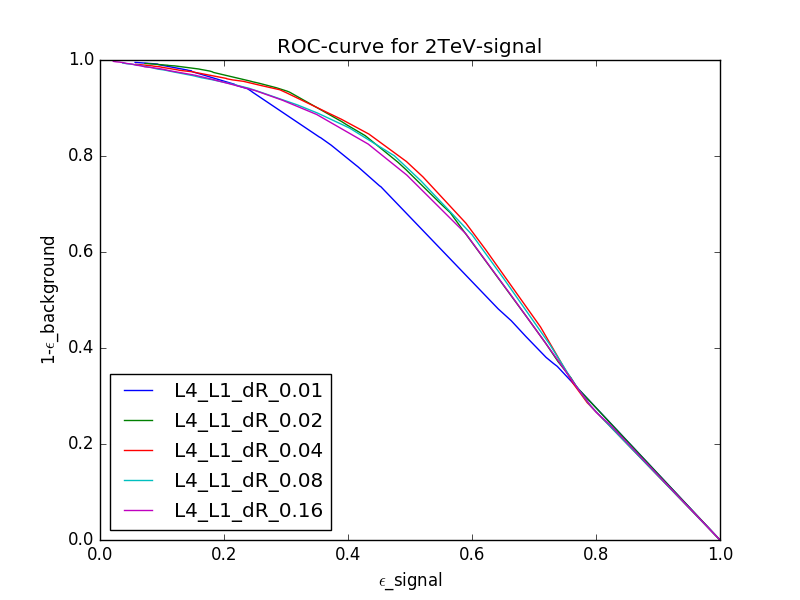 ROC-curve for 2TeV-signal
1.0
0.8
0.6
0.4
0.2
0.0
1-ϵ_background
L4_L1_dR_0.01
L4_L1_dR_0.02
L4_L1_dR_0.04
L4_L1_dR_0.08
L4_L1_dR_0.16
0.0 0.2 0.4 0.6 0.8 1.0
ϵ_signal